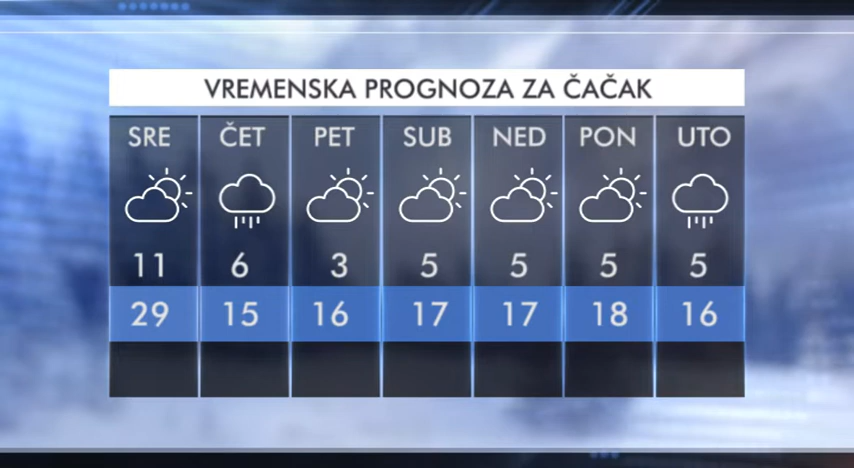 VREMENSKA PROGNOZA ZA ČAČAK
SRE ČET PET SUB NED PON UTO
11 6 3 5 5 5 5
29 15 16 17 17 18 16